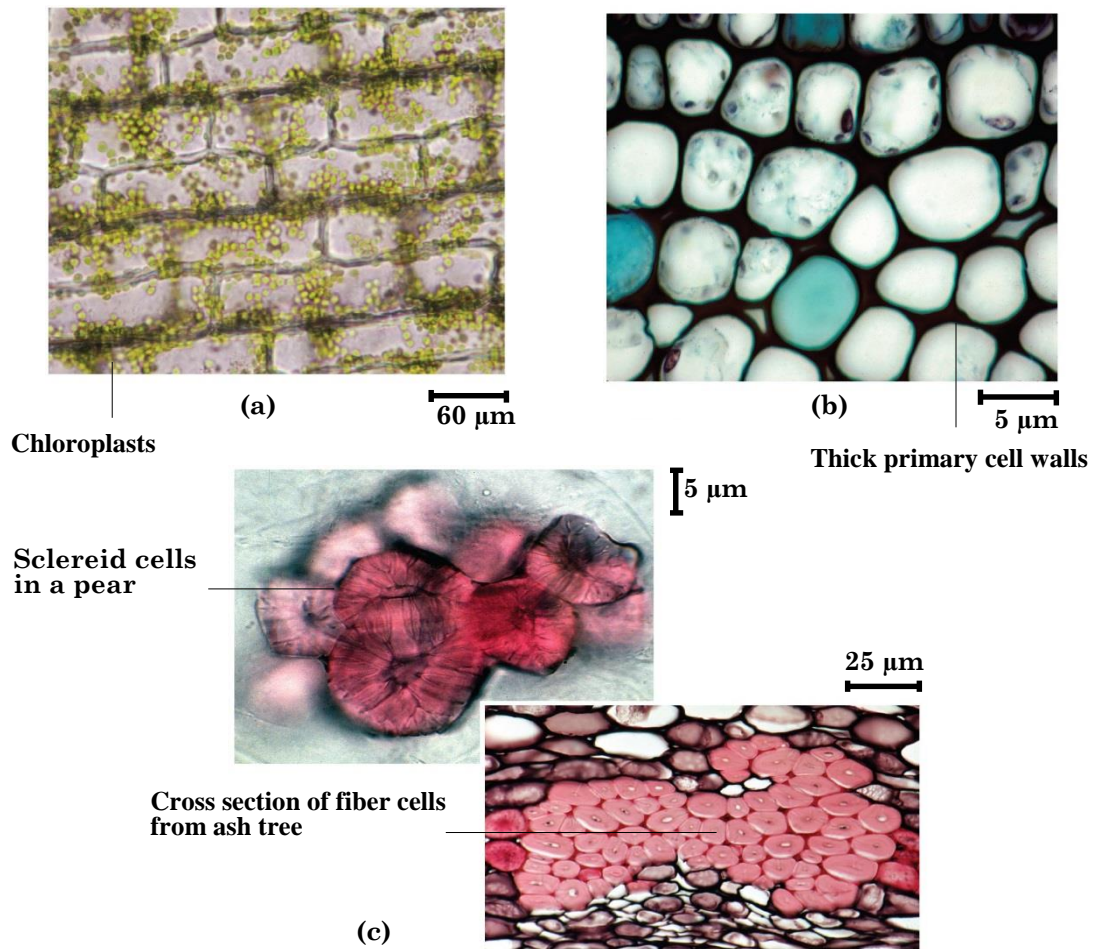 (a)
60 μm
Chloroplasts
(b)
5 μm
Thick primary cell walls
5 μm
Sclereid cells
in a pear
25 μm
Cross section of fiber cells
from ash tree
(c)